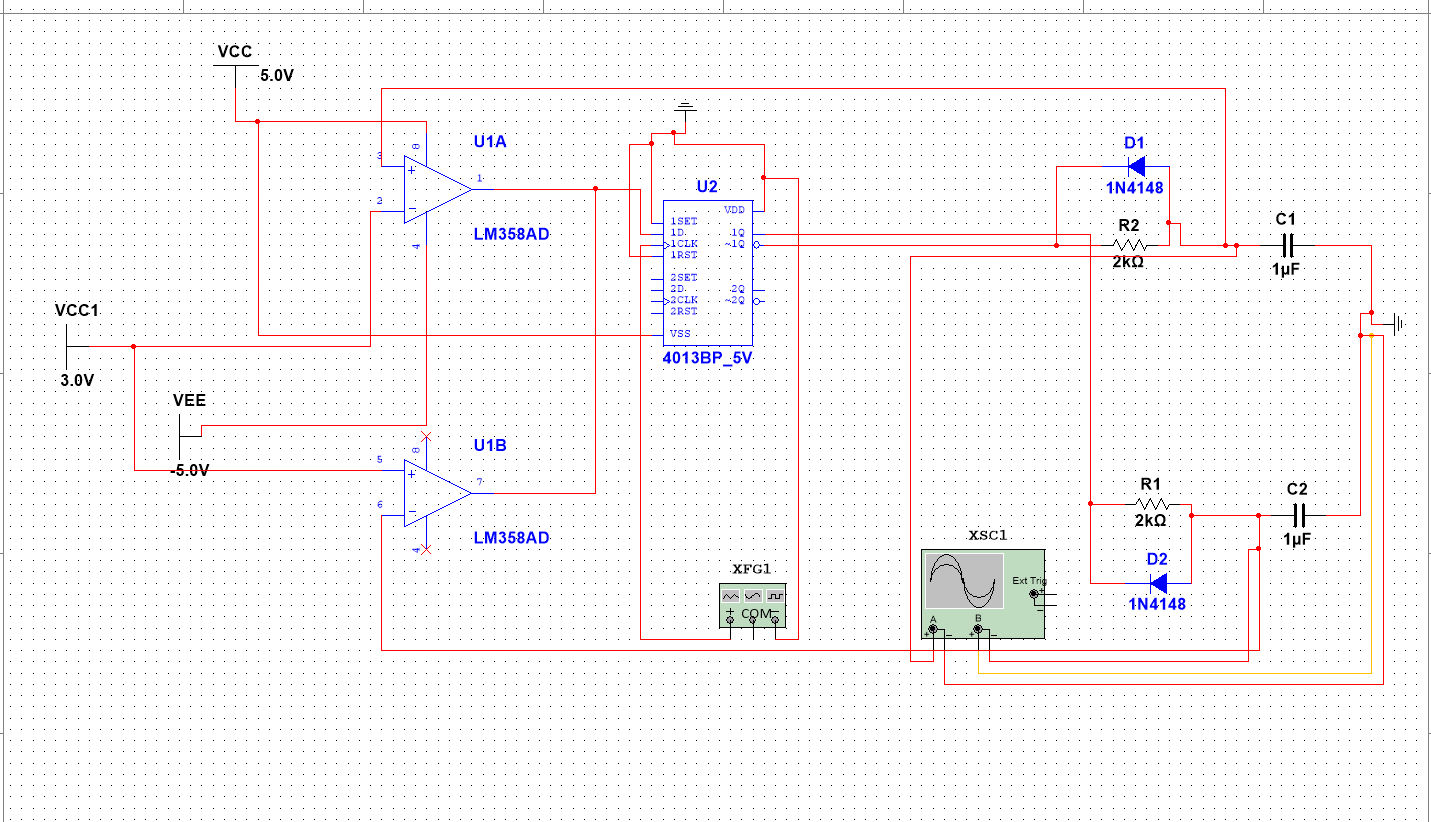 VCC
5.0V
U1A
3
8
1
2
4
LM358AD
D1
1N4148
U2
VDD
1SET
1D
1Q
1CLK
~1Q
1RST
2SET
2D
2Q
2CLK
~2Q
2RST
VSS
4013BP_5V
R2
2kΩ
C1
1µF
VCC1
3.0V
VEE
-5.0V
U1B
5
8
7
6
4
LM358AD
R1
2kΩ
C2
1µF
D2
1N4148
XFG1
COM
XSC1
Ext Trig
A
B